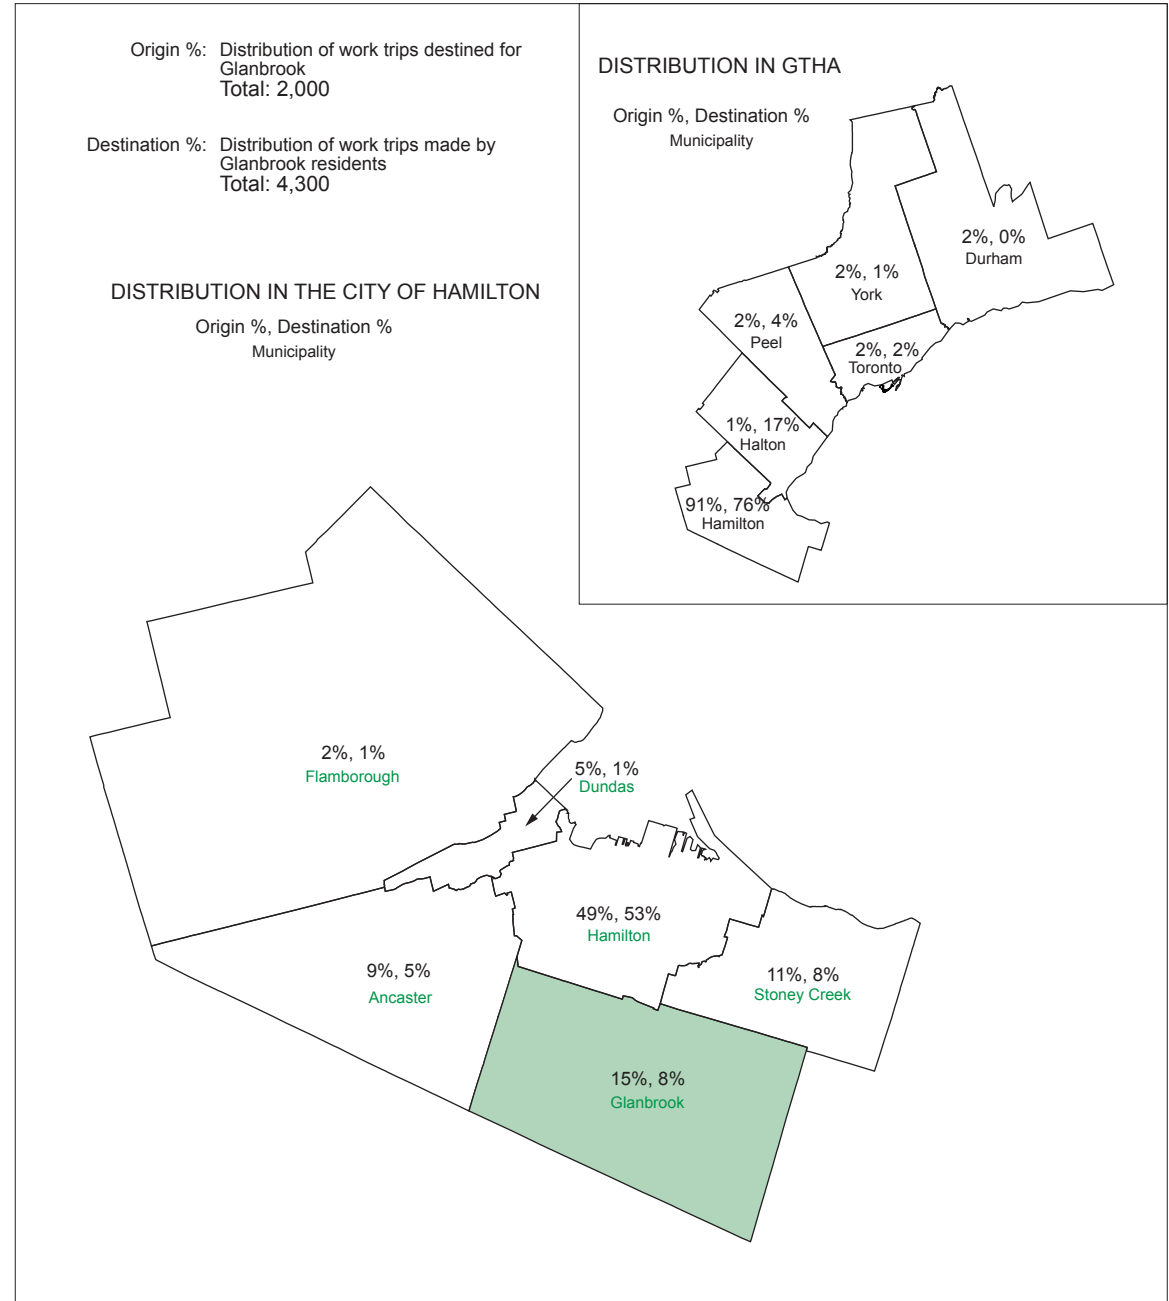 Origin %: Distribution of work trips destined for
Glanbrook
Total: 2,000
Destination %: Distribution of work trips made by
Glanbrook residents
Total: 4,300
DISTRIBUTION IN THE CITY OF HAMILTON
Origin %, Destination %
Municipality
DISTRIBUTION IN GTHA
Origin %, Destination %
Municipality
2%, 0%
Durham
2%, 1%
York
2%, 4%
Peel
2%, 2%
Toronto
1%, 17%
Halton
91%, 76%
Hamilton
2%, 1%
Flamborough
5%, 1%
Dundas
49%, 53%
Hamilton
9%, 5%
Ancaster
11%, 8%
Stoney Creek
15%, 8%
Glanbrook